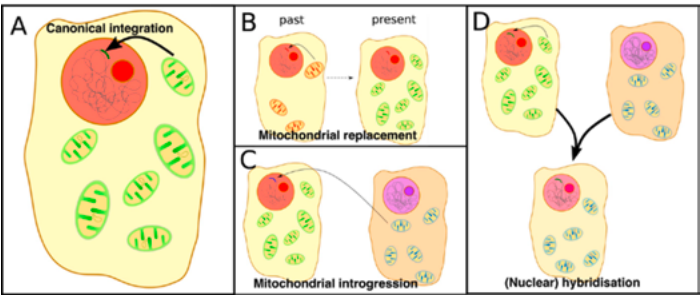 A
Canonical integration
B
past present
Mitochondrial replacement
C
Mitochondrial introgression
D
(Nuclear) hybridisation